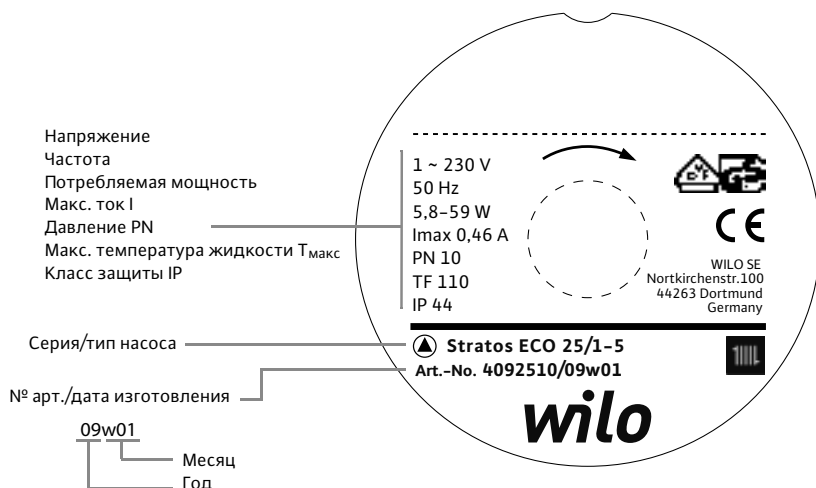 Напряжение
Частота
Потребляемая мощность
Макс. ток I
Давление PN
Макс. температура жидкости Tмакс
Класс защиты IP
1 ~ 230 V
50 Hz
5,8–59 W
Imax 0,46 A
PN 10
TF 110
IP 44
CE
WILO SE
Nortkirchenstr.100
44263 Dortmund
Germany
Серия/тип насоса
Stratos ECO 25/1–5
№ арт./дата изготовления
Art.–No. 4092510/09w01
wilo
09w01
Месяц
Год